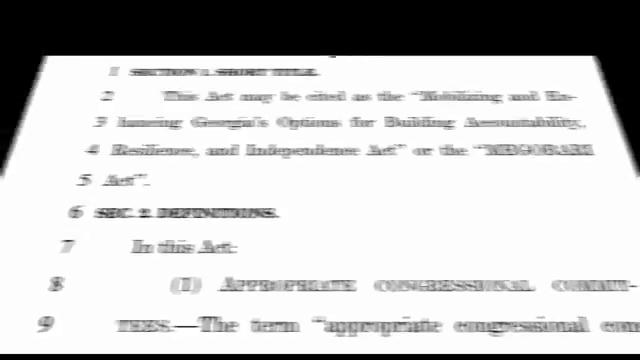 1 SECTION 1. SHORT TITLE.
2 This Act may be cited as the “Mobilizing and En-
3 hancing Georgia's Options for Building Accountability,
4 Resilience, and Independence Act” or the “MEGOBARI
5 Act”.
6 SEC. 2. DEFINITIONS.
7 In this Act:
8 (1) APPROPRIATE CONGRESSIONAL COMMIT-
9 TEES.—The term “appropriate congressional com